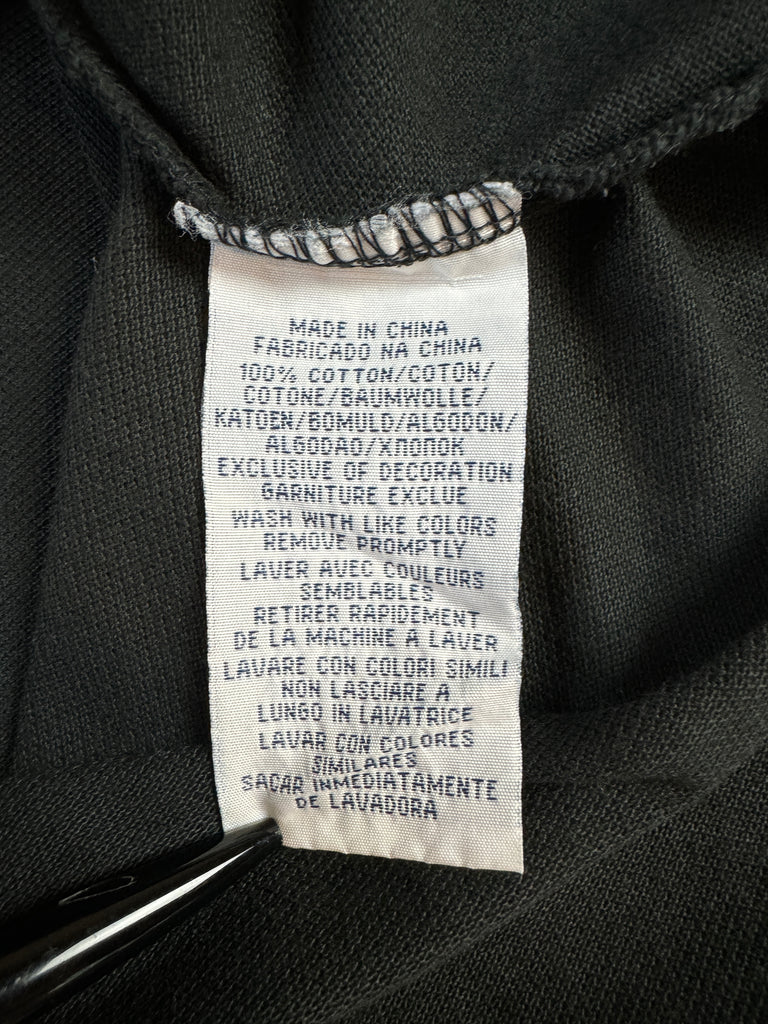 MADE IN CHINA
FABRICADO NA CHINA
100% COTTON/COTON/
COTONE/BAUMWOLLE/
KATOEN/BOMULD/ALGODON/
ALGODAO/ХПОПОК
EXCLUSIVE OF DECORATION
GARNITURE EXCLUE
WASH WITH LIKE COLORS
REMOVE PROMPTLY
LAVER AVEC COULEURS
SEMBLABLES
RETIRER RAPIDEMENT
DE LA MACHINE A LAVER
LAVARE CON COLORI SIMILI
NON LASCIARE A
LUNGO IN LAVATRICE
LAVAR CON COLORES
SIMILARES
SACAR INMEDIATAMENTE
DE LAVADORA